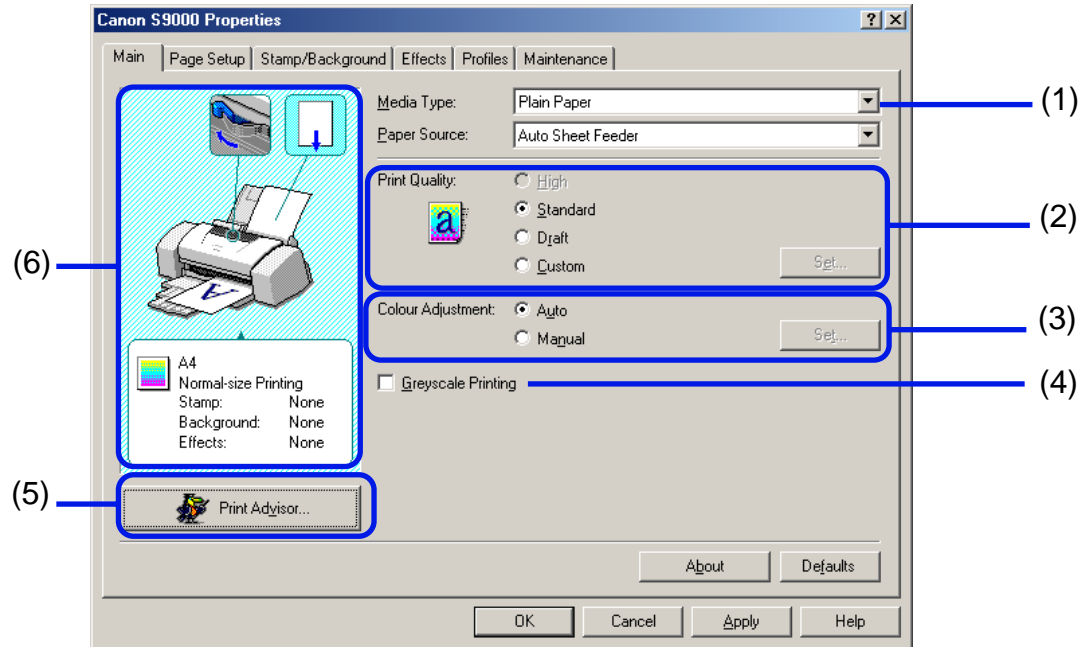 Canon S9000 Properties
Main Page Setup Stamp/Background Effects Profiles Maintenance
Media Type: Plain Paper
(1)
Paper Source: Auto Sheet Feeder
Print Quality: High
a
Standard
Draft
Custom Set...
(2)
Colour Adjustment: Auto
Manual Set...
(3)
Greyscale Printing
(4)
(6)
A
A4
Normal-size Printing
Stamp: None
Background: None
Effects: None
(5)
Print Advisor...
About Defaults
OK Cancel Apply Help